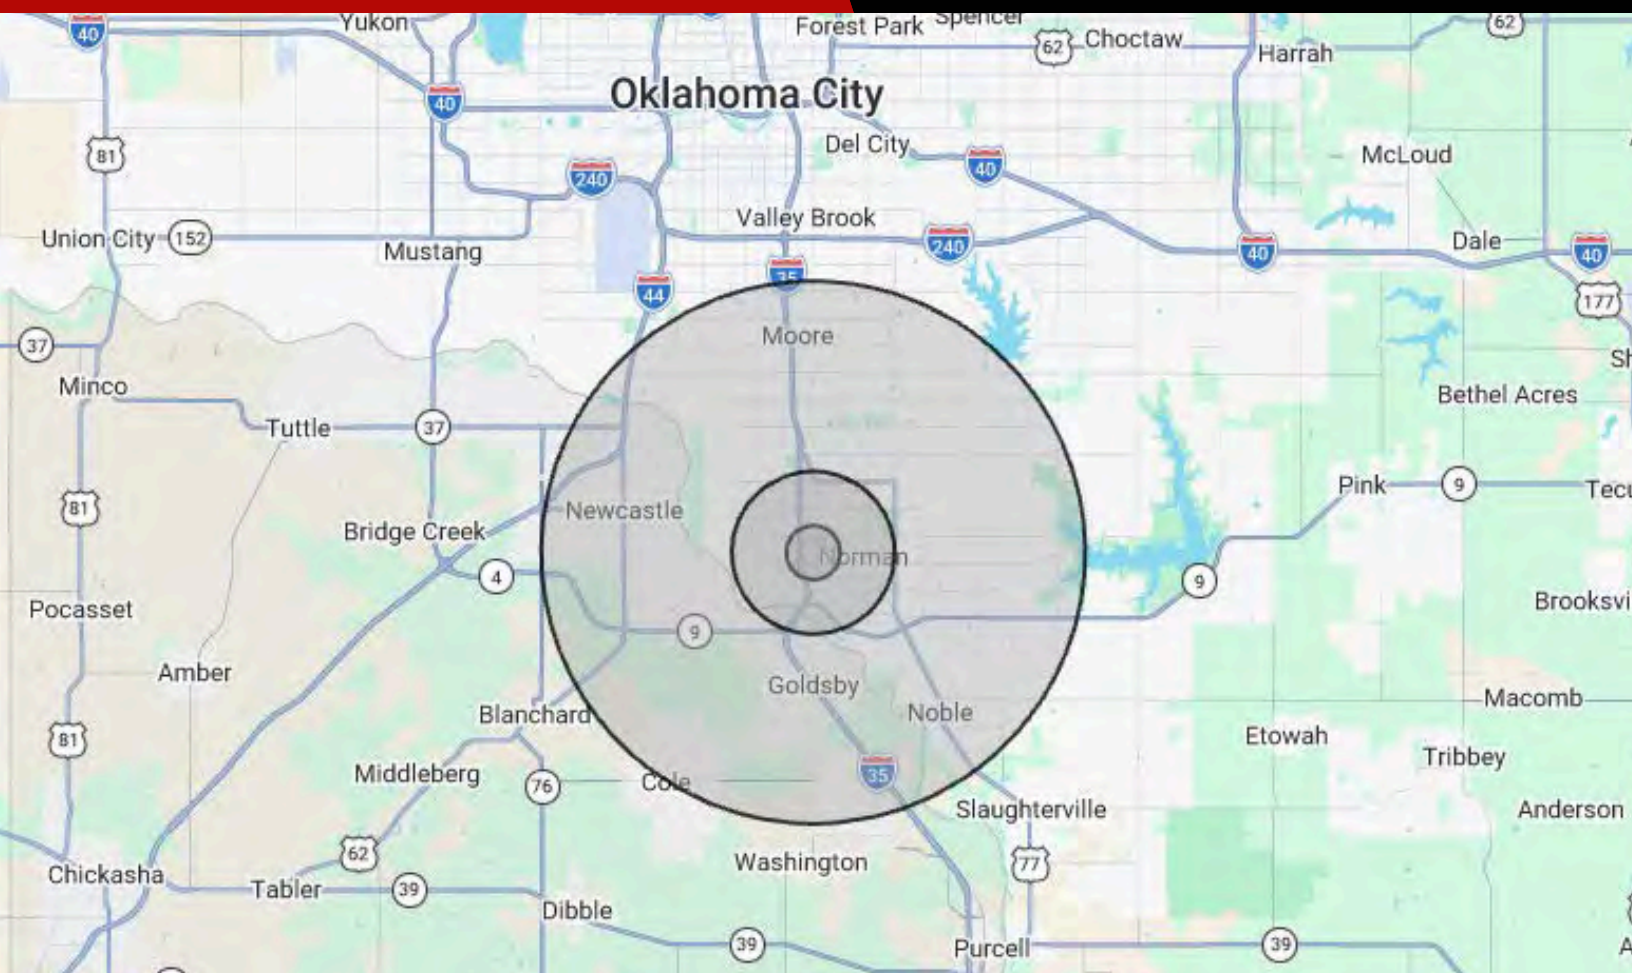 Yukon
Forest Park
Spencer
62
40
62
Choctaw
Harrah
Oklahoma City
40
Del City
81
McLoud
40
240
Valley Brook
Union City
152
Mustang
240
40
Dale
40
35
44
177
Moore
37
Minco
Bethel Acres
Tuttle
37
Pink
9
81
Newcastle
Bridge Creek
Norman
4
9
Pocasset
9
Amber
Goldsby
Macomb
Blanchard
Noble
81
Etowah
Tribbey
Middleberg
Cole
35
76
Slaughterville
Anderson
62
Washington
77
Chickasha
Tabler
39
Dibble
39
Purcell
39